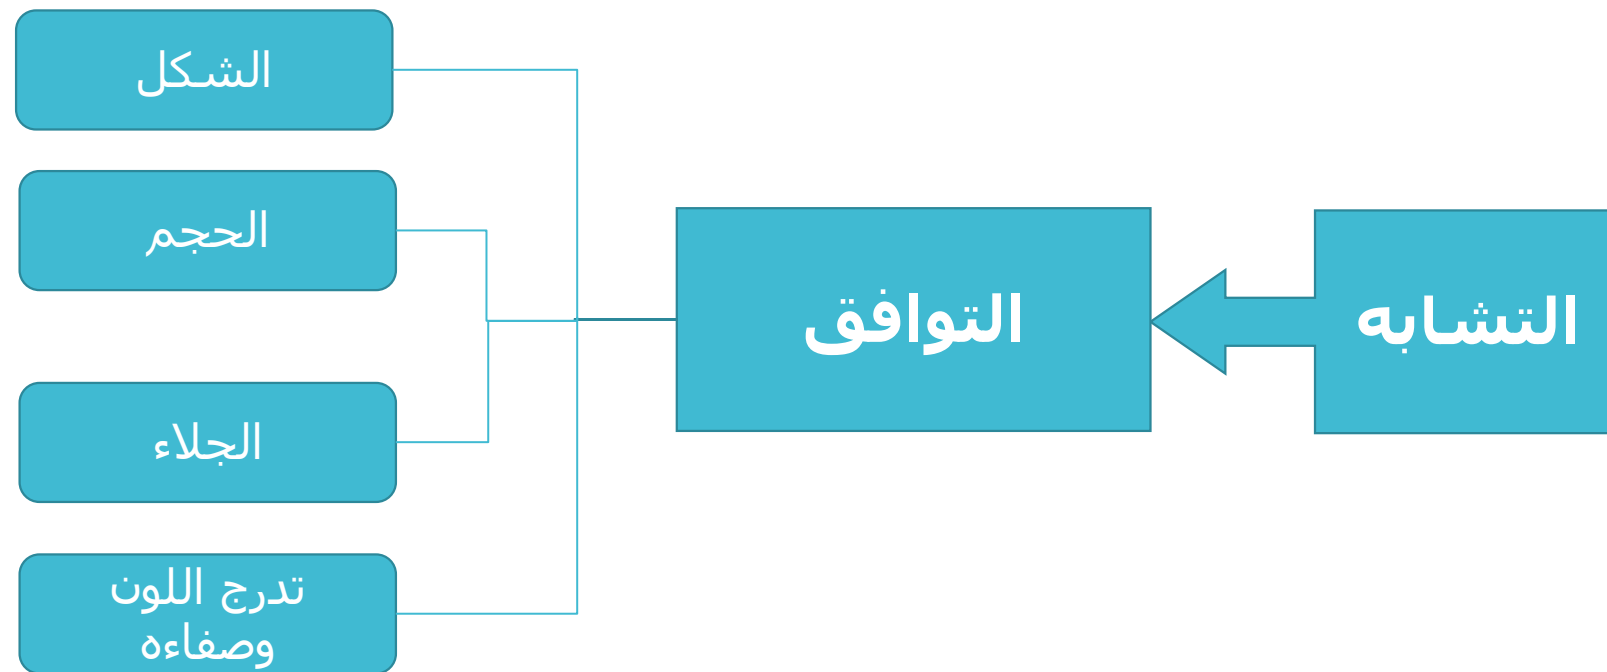 التشابه
التوافق
الشكل
الحجم
الجلاء
تدرج اللون
وصفاءه